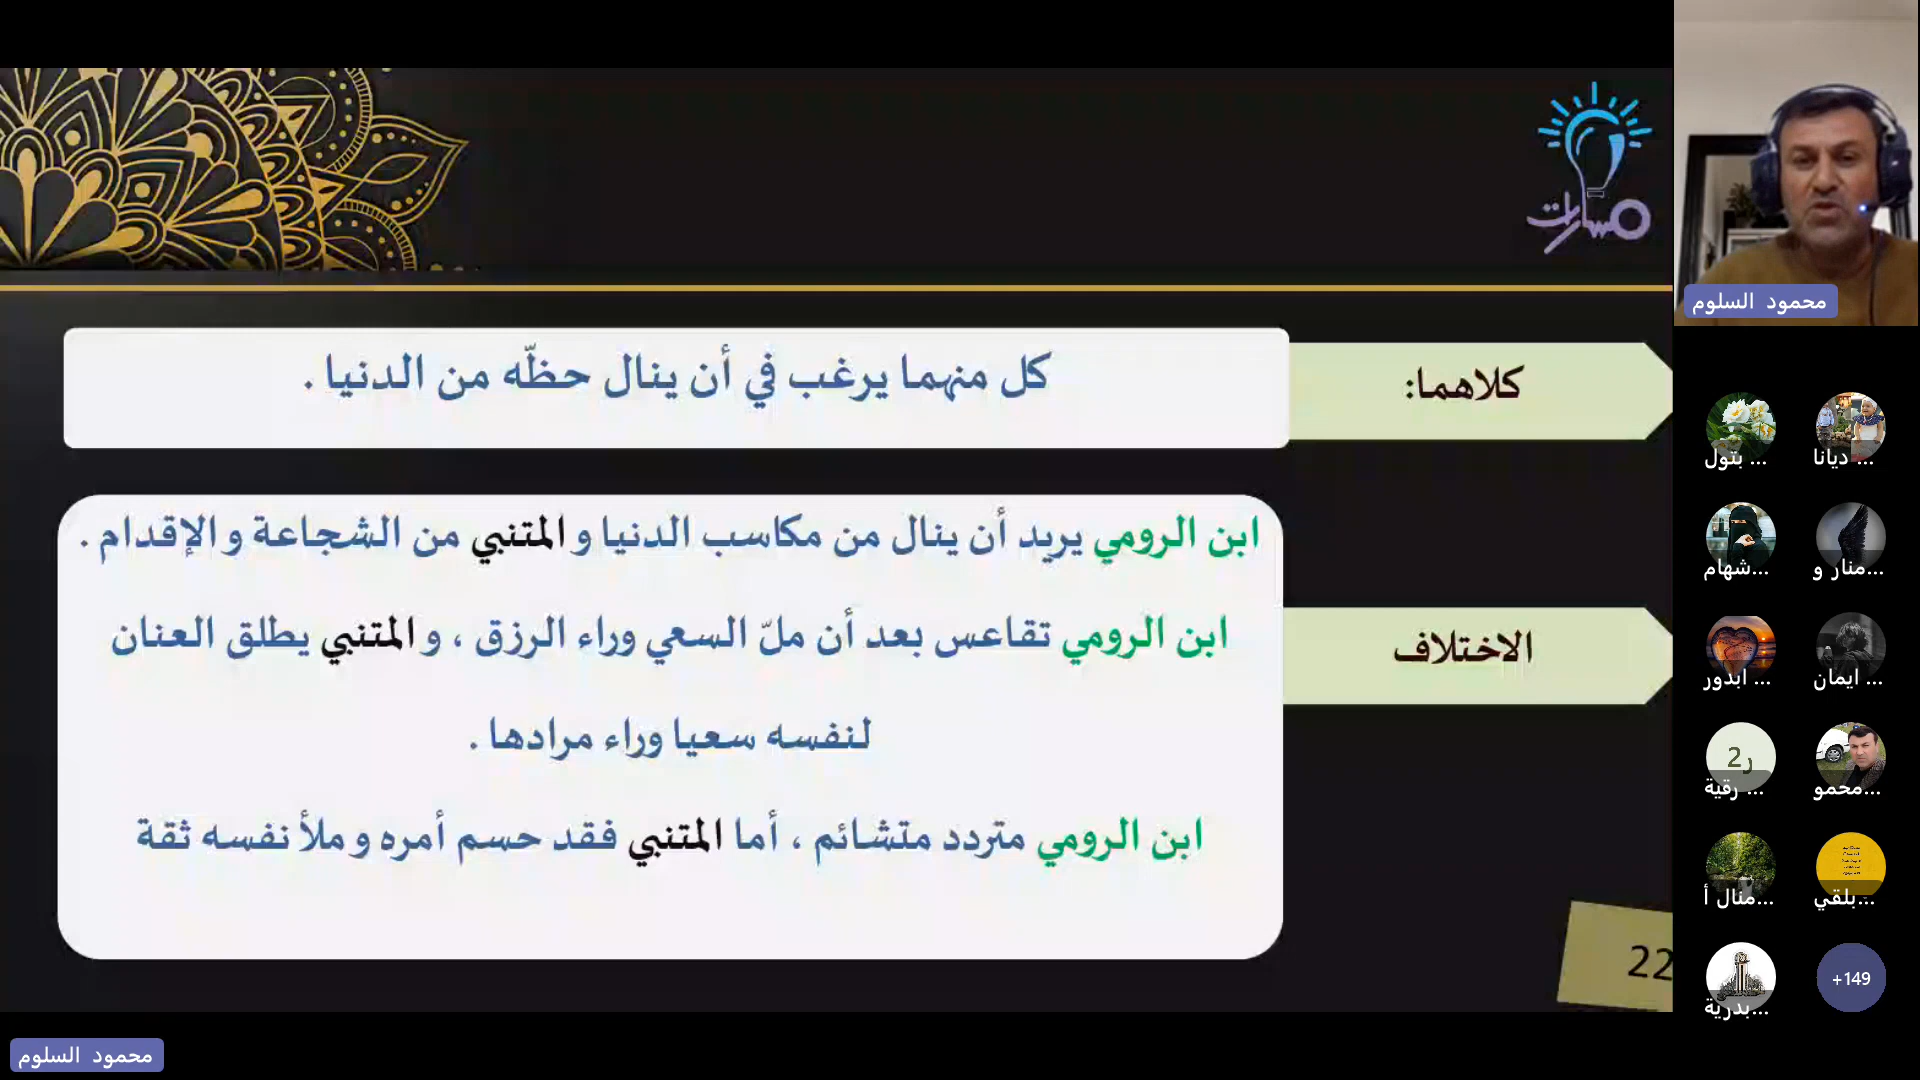 مسارات
كلاهما:
كل منهما يرغب في أن ينال حظّه من الدنيا .
الاختلاف
ابن الرومي يريد أن ينال من مكاسب الدنيا و المتنبي من الشجاعة و الإقدام .
ابن الرومي تقاعس بعد أن ملّ السعي وراء الرزق ، و المتنبي يطلق العنان
لنفسه سعيا وراء مرادها .
ابن الرومي متردد متشائم ، أما المتنبي فقد حسم أمره و ملأ نفسه ثقة
22
محمود السلوم
ديانا ...
بتول ...
منار و...
شهام...
ايمان ...
ابدور ...
محمو...
ر2
رقية ...
بلقي...
منال أ...
+149
بدرية...
محمود السلوم